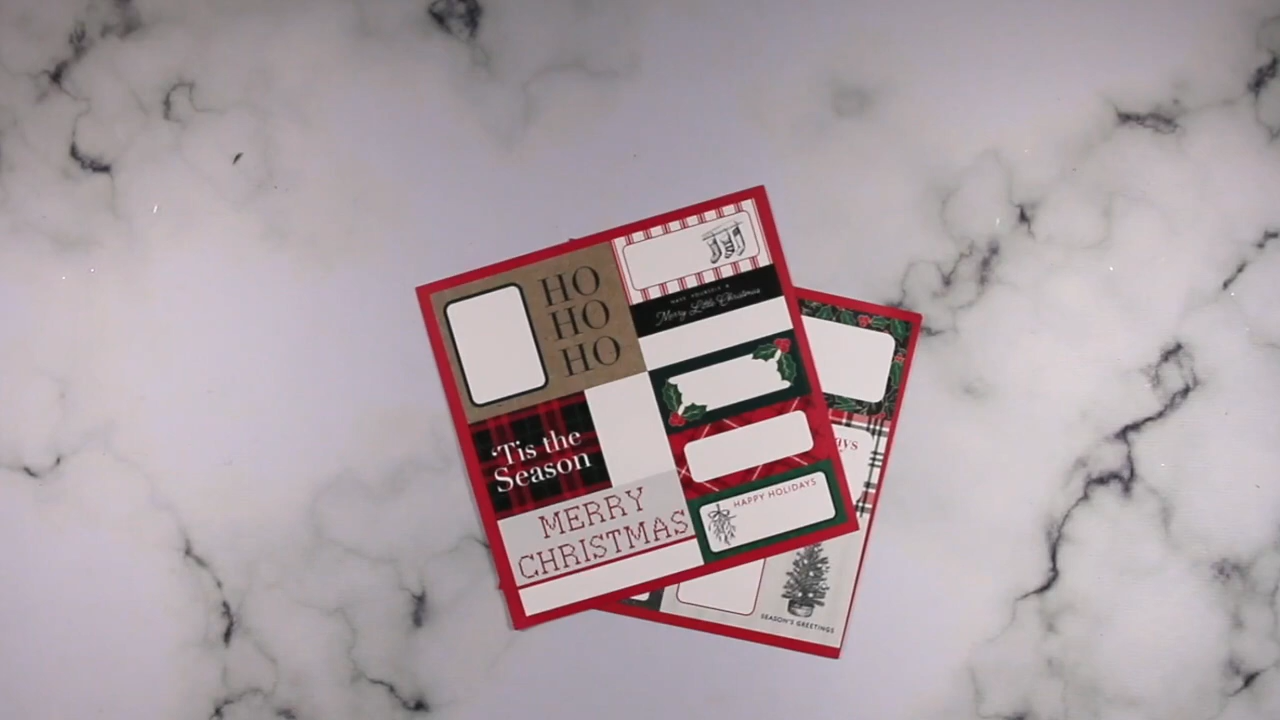 HO
HO
HO
HAVE YOURSELF A
Merry Little Christmas
'Tis the
Season
MERRY
CHRISTMAS
HAPPY HOLIDAYS
SEASON'S GREETINGS